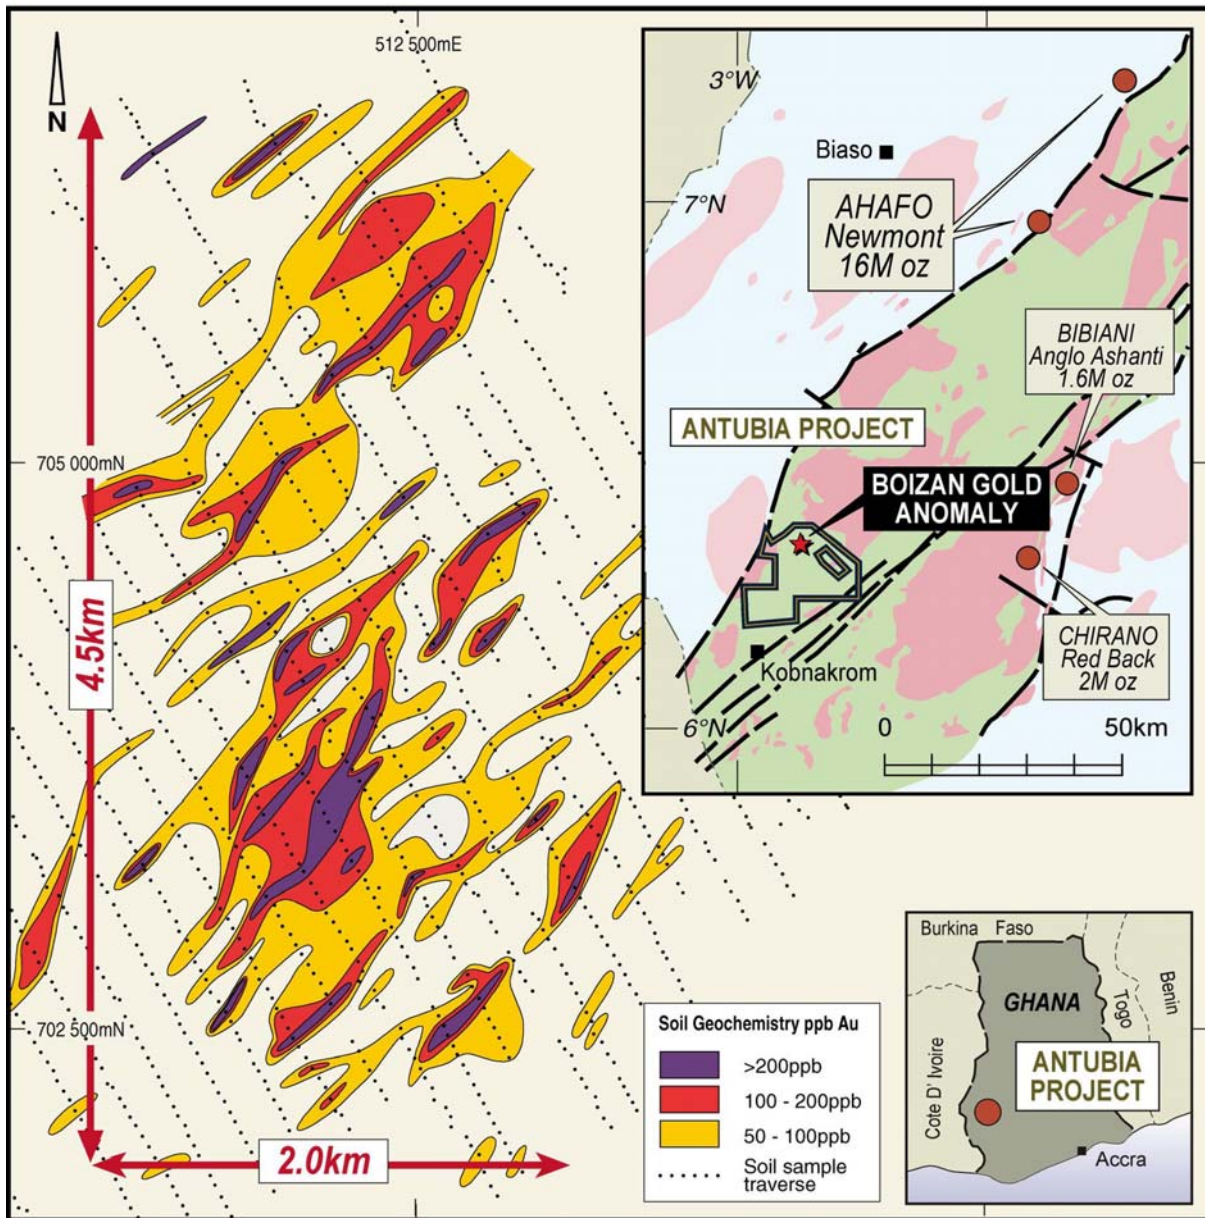 512 500mE
N
705 000mN
4.5km
702 500mN
2.0km
3°W
Biaso
7°N
AHAFO
Newmont
16M oz
BIBIANI
Anglo Ashanti
1.6M oz
ANTUBIA PROJECT
BOIZAN GOLD
ANOMALY
CHIRANO
Red Back
2M oz
Kobnakrom
6°N
0
50km
Soil Geochemistry ppb Au
>200ppb
100 - 200ppb
50 - 100ppb
Soil sample
traverse
Burkina Faso
Benin
Togo
GHANA
Cote D' Ivoire
ANTUBIA
PROJECT
Accra